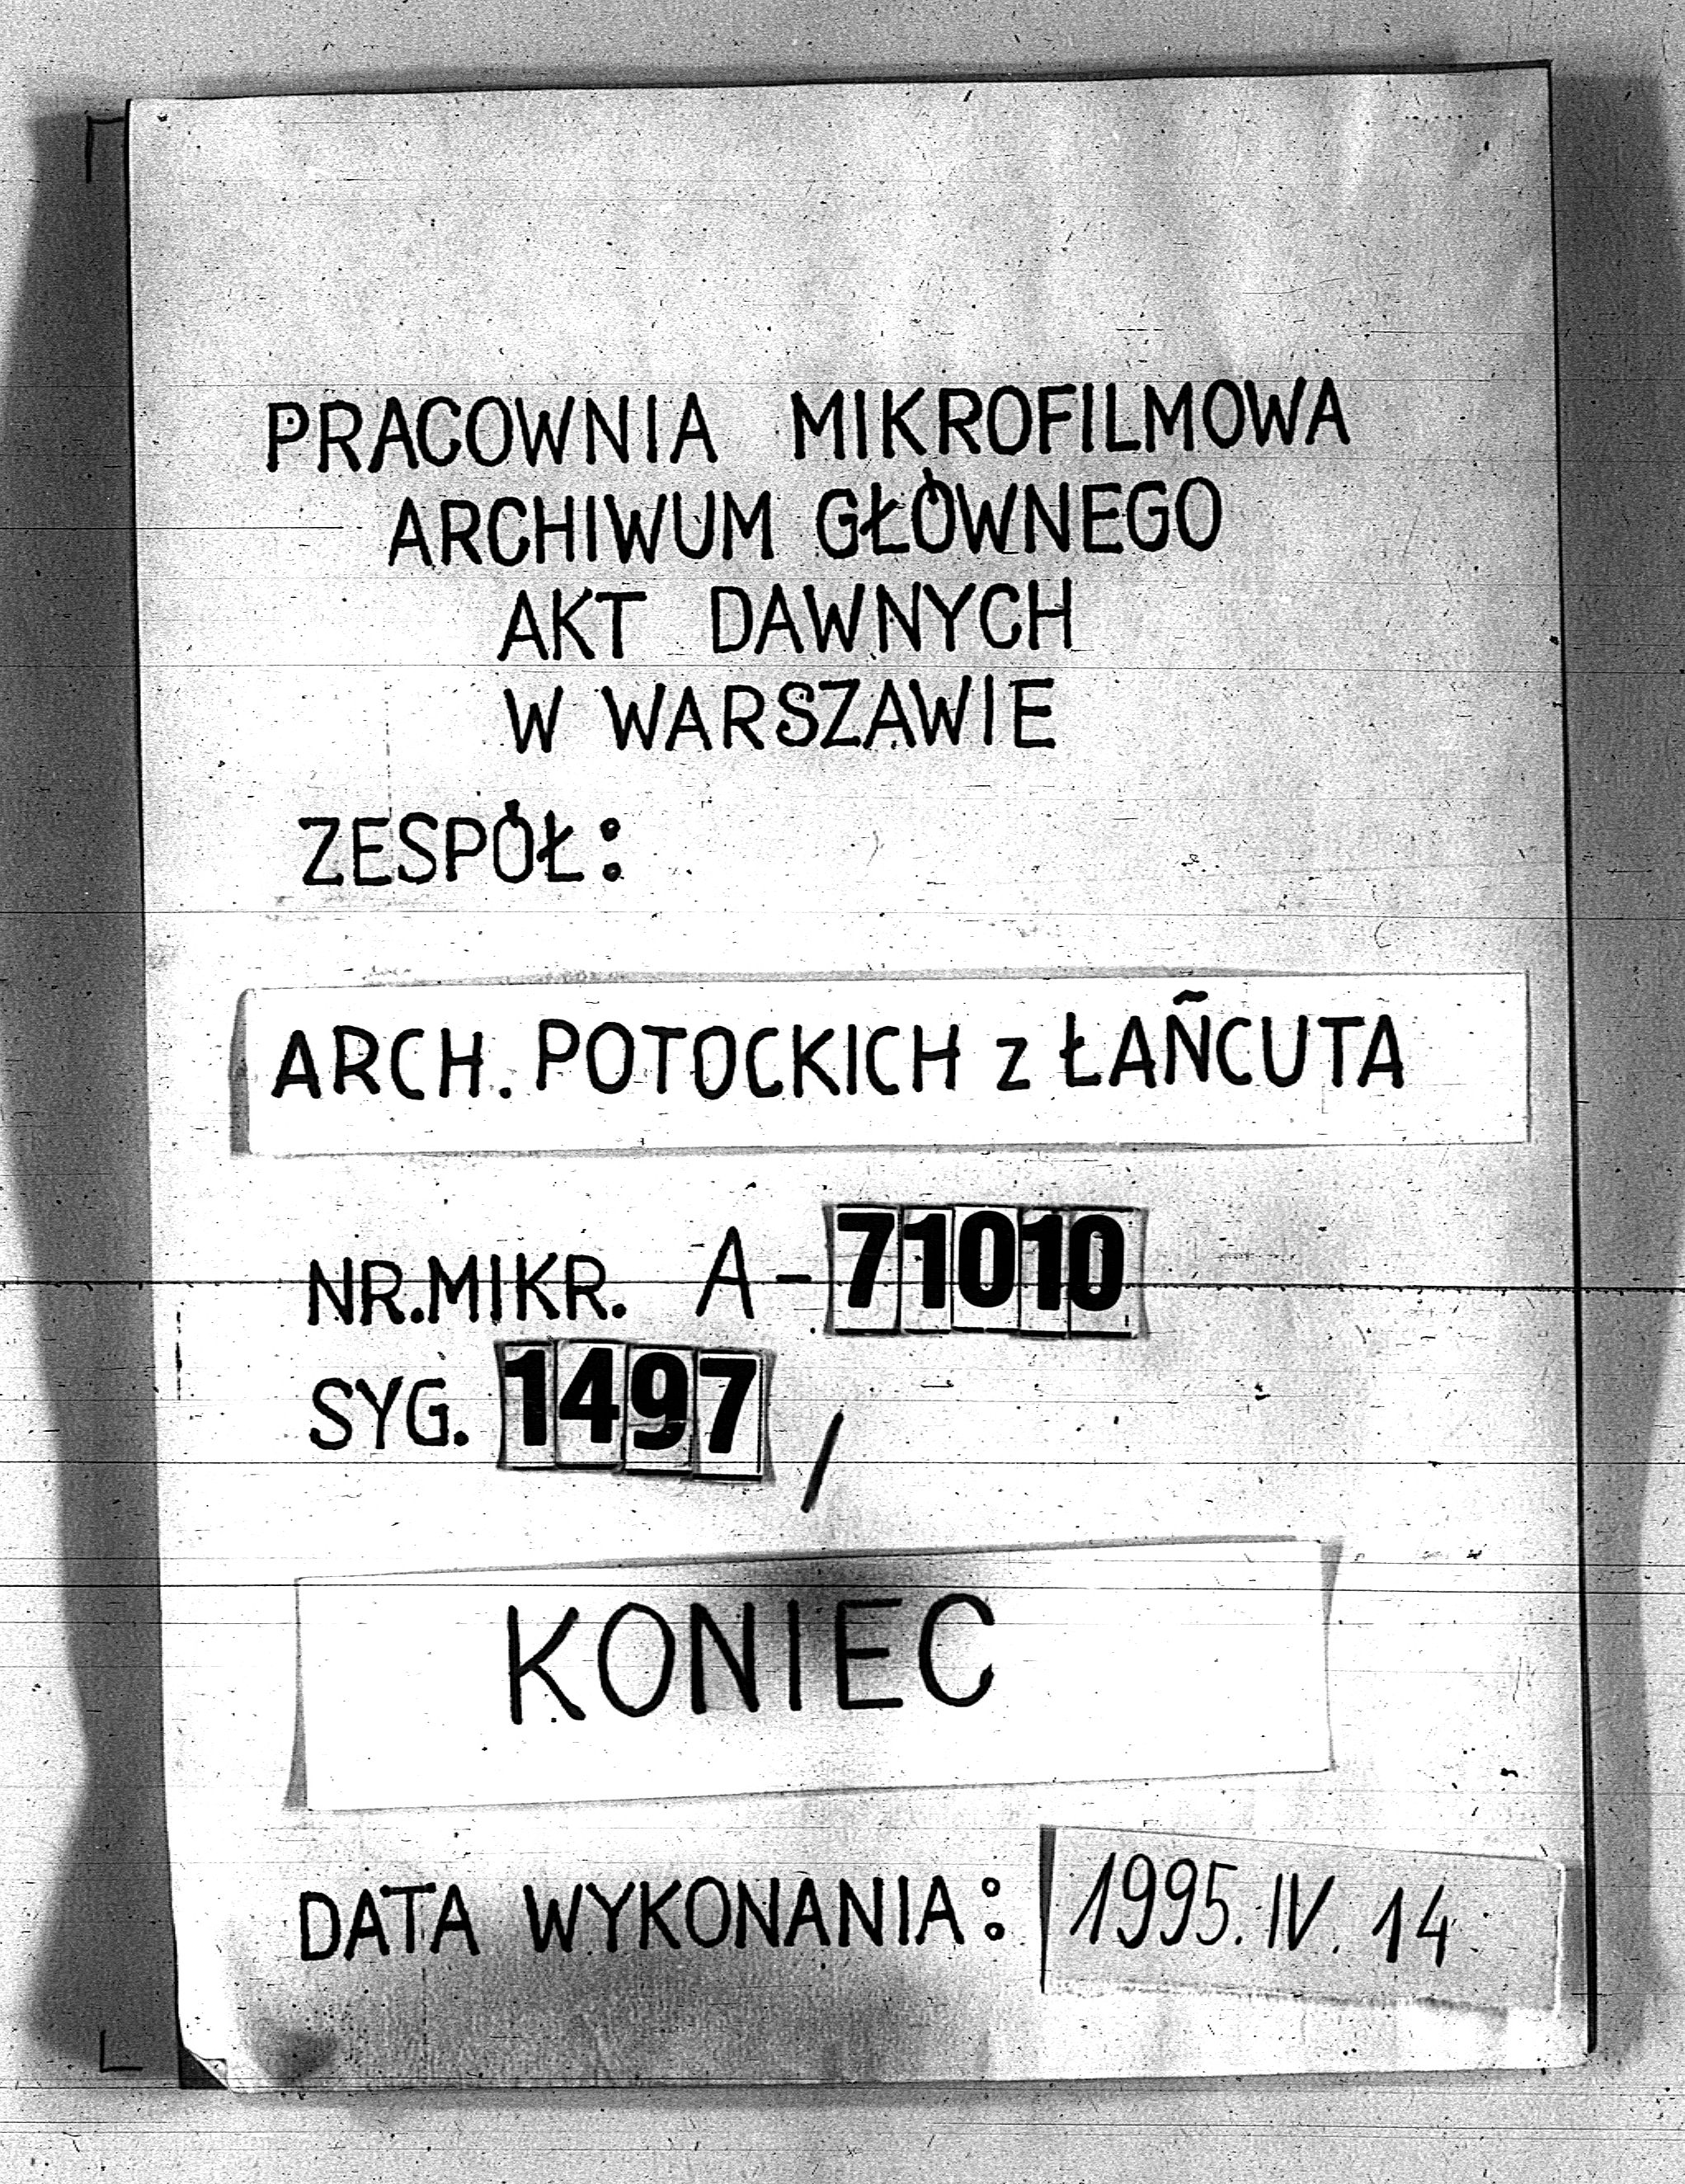 PRACOWNIA MIKROFILMOWA
ARCHIWUM GŁÓWNEGO
AKT DAWNYCH
W WARSZAWIE
ZESPÓŁ:
ARCH. POTOCKICH z ŁAŃCUTA
NR.MIKR. A-71010
SYG. 1497/
KONIEC
DATA WYKONANIA: 1995.IV.14